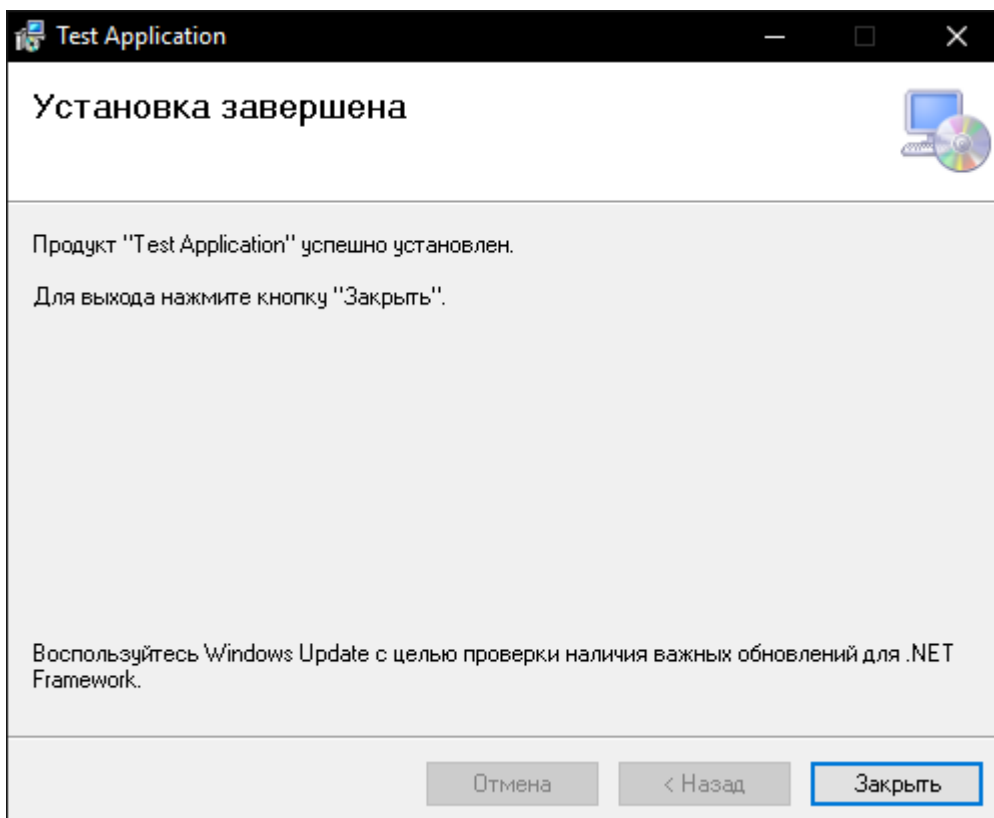 Test Application
Установка завершена
Продукт "Test Application" успешно установлен.
Для выхода нажмите кнопку "Закрыть".
Воспользуйтесь Windows Update с целью проверки наличия важных обновлений для .NET
Framework.
Отмена < Назад Закрыть